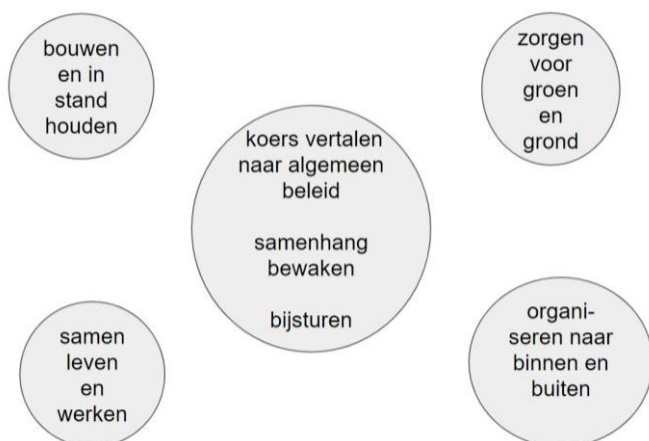 bouwen
en in
stand
houden
zorgen
voor
groen
en
grond
koers vertalen
naar algemeen
beleid
samenhang
bewaken
bijsturen
samen
leven
en
werken
organi-
seren naar
binnen en
buiten